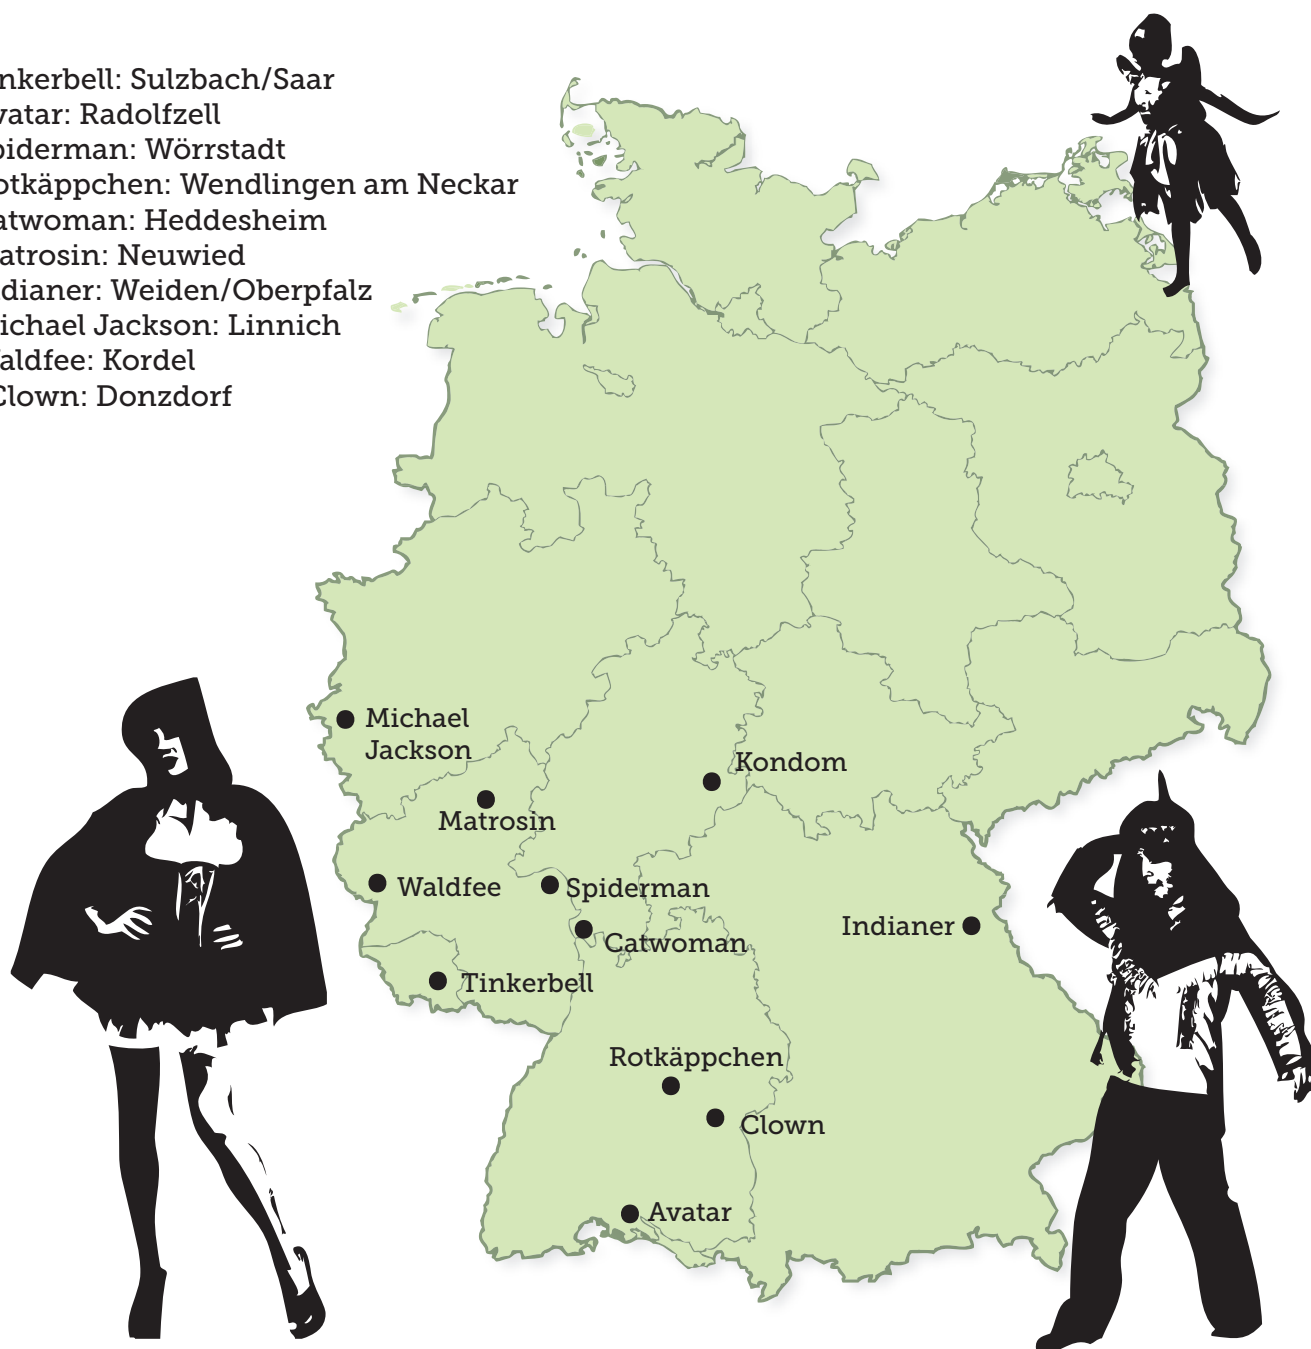 nkerbell: Sulzbach/Saar
vatar: Radolfzell
piderman: Wörrstadt
otkäppchen: Wendlingen am Neckar
atwoman: Heddesheim
atrosin: Neuwied
dianer: Weiden/Oberpfalz
ichael Jackson: Linnich
aldfee: Kordel
Clown: Donzdorf
Michael
Jackson
Kondom
Matrosin
Waldfee
Spiderman
Indianer
Catwoman
Tinkerbell
Rotkäppchen
Clown
Avatar